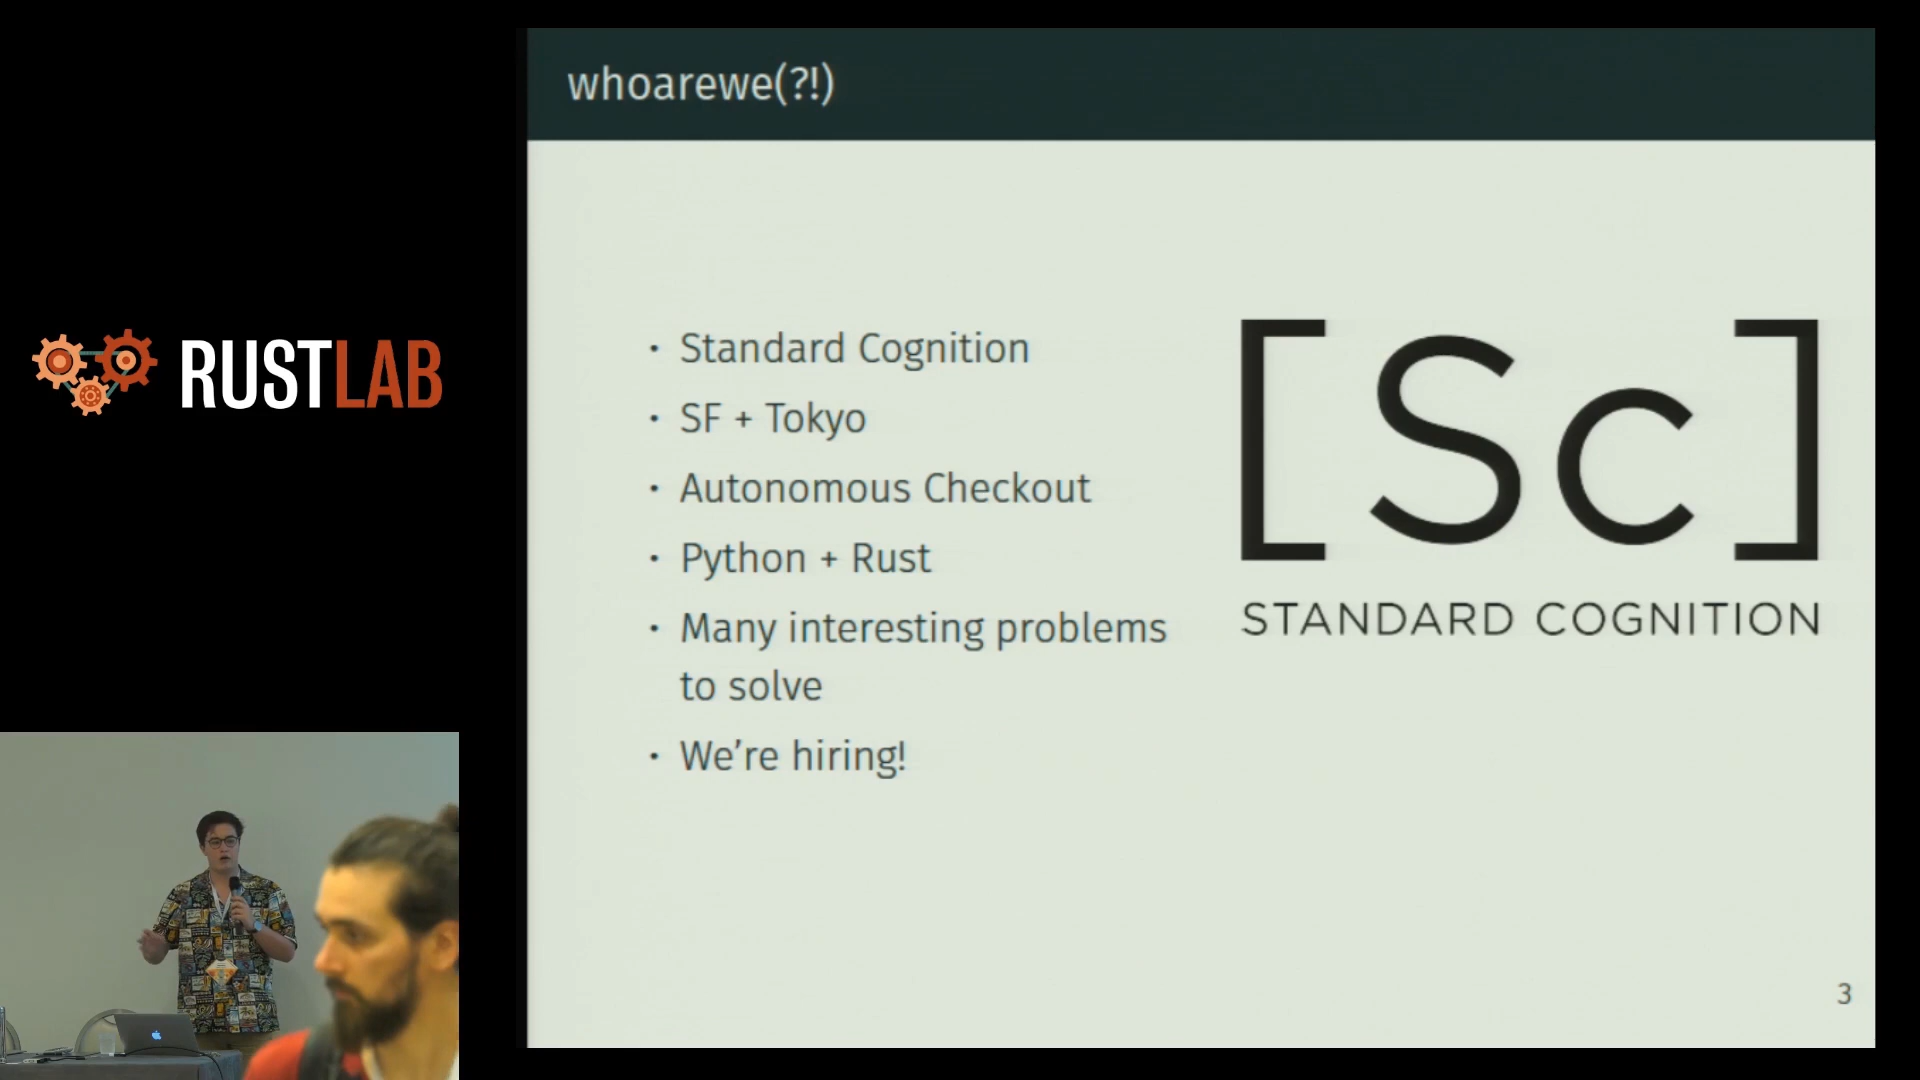 whoarewe(?!)
RUSTLAB
• Standard Cognition
• SF + Tokyo
• Autonomous Checkout
• Python + Rust
• Many interesting problems
to solve
• We're hiring!
[Sc]
STANDARD COGNITION
3